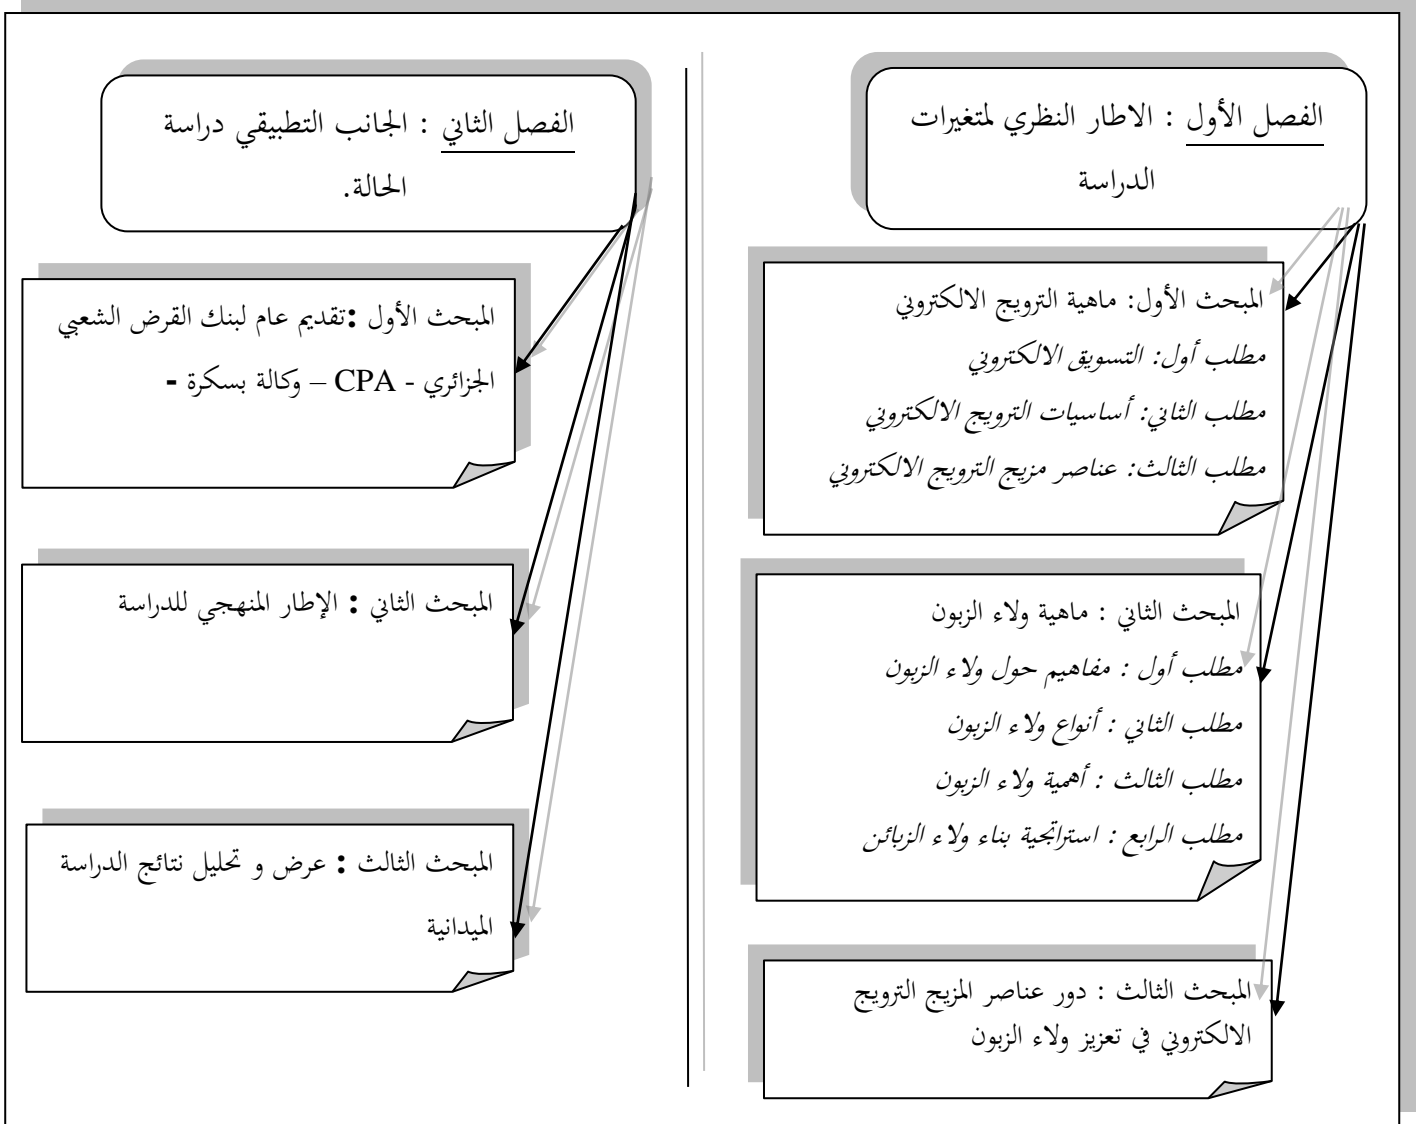 الفصل الأول : الاطار النظري لمتغيرات
الدراسة
المبحث الأول: ماهية الترويج الالكتروني
مطلب أول: التسويق الالكتروني
مطلب الثاني: أساسيات الترويج الالكتروني
مطلب الثالث: عناصر مزيج الترويج الالكتروني
المبحث الثاني : ماهية ولاء الزبون
مطلب أول : مفاهيم حول ولاء الزبون
مطلب الثاني : أنواع ولاء الزبون
مطلب الثالث : أهمية ولاء الزبون
مطلب الرابع : استراتجية بناء ولاء الزبائن
المبحث الثالث : دور عناصر المزيج الترويج
الالكتروني في تعزيز ولاء الزبون
الفصل الثاني : الجانب التطبيقي دراسة
الحالة.
المبحث الأول :تقديم عام لبنك القرض الشعبي
الجزائري - CPA – وكالة بسكرة -
المبحث الثاني : الإطار المنهجي للدراسة
المبحث الثالث : عرض و تحليل نتائج الدراسة
الميدانية